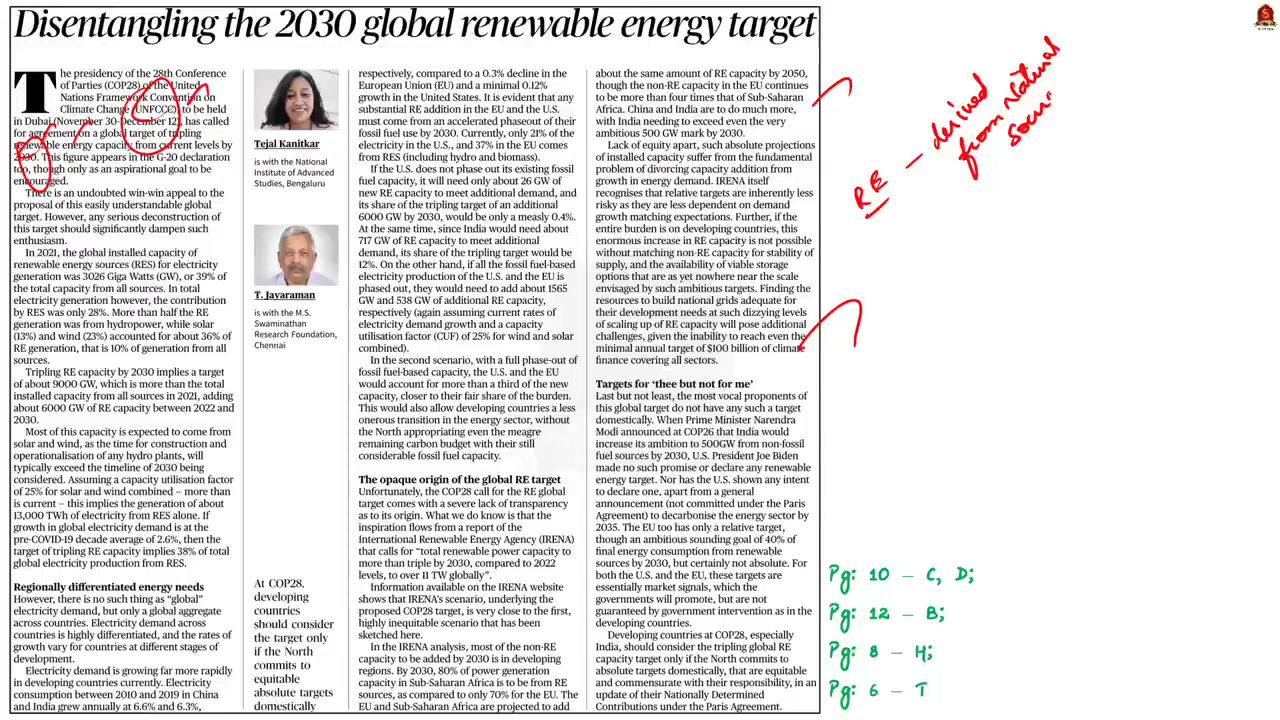 Disentangling the 2030 global renewable energy target
The presidency of the 28th Conference
of Parties (COP28) of the United
Nations Framework Convention on
Climate Change (UNFCCC) to be held
in Dubai (November 30-December 12), has called
for agreement on a global target of tripling
renewable energy capacity from current levels by
2030. This figure appears in the G-20 declaration
too, though only as an aspirational goal to be
encouraged.
There is an undoubted win-win appeal to the
proposal of this easily understandable global
target. However, any serious deconstruction of
this target should significantly dampen such
enthusiasm.
In 2021, the global installed capacity of
renewable energy sources (RES) for electricity
generation was 3026 Giga Watts (GW), or 39% of
the total capacity from all sources. In total
electricity generation however, the contribution
by RES was only 28%. More than half the RE
generation was from hydropower, while solar
(13%) and wind (23%) accounted for about 36% of
RE generation, that is 10% of generation from all
sources.
Tripling RE capacity by 2030 implies a target
of about 9000 GW, which is more than the total
installed capacity from all sources in 2021, adding
about 6000 GW of RE capacity between 2022 and
2030.
Most of this capacity is expected to come from
solar and wind, as the time for construction and
operationalisation of any hydro plants, will
typically exceed the timeline of 2030 being
considered. Assuming a capacity utilisation factor
of 25% for solar and wind combined – more than
is current – this implies the generation of about
13,000 TWh of electricity from RES alone. If
growth in global electricity demand is at the
pre-COVID-19 decade average of 2.6%, then the
target of tripling RE capacity implies 38% of total
global electricity production from RES.
Regionally differentiated energy needs
However, there is no such thing as “global”
electricity demand, but only a global aggregate
across countries. Electricity demand across
countries is highly differentiated, and the rates of
growth vary for countries at different stages of
development.
Electricity demand is growing far more rapidly
in developing countries currently. Electricity
consumption between 2010 and 2019 in China
and India grew annually at 6.6% and 6.3%,
Tejal Kanitkar
is with the National
Institute of Advanced
Studies, Bengaluru
T. Jayaraman
is with the M.S.
Swaminathan
Research Foundation,
Chennai
At COP28,
developing
countries
should consider
the target only
if the North
commits to
equitable
absolute targets
domestically
respectively, compared to a 0.3% decline in the
European Union (EU) and a minimal 0.12%
growth in the United States. It is evident that any
substantial RE addition in the EU and the U.S.
must come from an accelerated phaseout of their
fossil fuel use by 2030. Currently, only 21% of the
electricity in the U.S., and 37% in the EU comes
from RES (including hydro and biomass).
If the U.S. does not phase out its existing fossil
fuel capacity, it will need only about 26 GW of
new RE capacity to meet additional demand, and
its share of the tripling target of an additional
6000 GW by 2030, would be only a measly 0.4%.
At the same time, since India would need about
717 GW of RE capacity to meet additional
demand, its share of the tripling target would be
12%. On the other hand, if all the fossil fuel-based
electricity production of the U.S. and the EU is
phased out, they would need to add about 1565
GW and 538 GW of additional RE capacity,
respectively (again assuming current rates of
electricity demand growth and a capacity
utilisation factor (CUF) of 25% for wind and solar
combined).
In the second scenario, with a full phase-out of
fossil fuel-based capacity, the U.S. and the EU
would account for more than a third of the new
capacity, closer to their fair share of the burden.
This would also allow developing countries a less
onerous transition in the energy sector, without
the North appropriating even the meagre
remaining carbon budget with their still
considerable fossil fuel capacity.
The opaque origin of the global RE target
Unfortunately, the COP28 call for the RE global
target comes with a severe lack of transparency
as to its origin. What we do know is that the
inspiration flows from a report of the
International Renewable Energy Agency (IRENA)
that calls for “total renewable power capacity to
more than triple by 2030, compared to 2022
levels, to over 11 TW globally”.
Information available on the IRENA website
shows that IRENA’s scenario, underlying the
proposed COP28 target, is very close to the first,
highly inequitable scenario that has been
sketched here.
In the IRENA analysis, most of the non-RE
capacity to be added by 2030 is in developing
regions. By 2030, 80% of power generation
capacity in Sub-Saharan Africa is to be from RE
sources, as compared to only 70% for the EU. The
EU and Sub-Saharan Africa are projected to add
about the same amount of RE capacity by 2050,
though the non-RE capacity in the EU continues
to be more than four times that of Sub-Saharan
Africa. China and India are to do much more,
with India needing to exceed even the very
ambitious 500 GW mark by 2030.
Lack of equity apart, such absolute projections
of installed capacity suffer from the fundamental
problem of divorcing capacity addition from
growth in energy demand. IRENA itself
recognises that relative targets are inherently less
risky as they are less dependent on demand
growth matching expectations. Further, if the
entire burden is on developing countries, this
enormous increase in RE capacity is not possible
without matching non-RE capacity for stability of
supply, and the availability of viable storage
options that are as yet nowhere near the scale
envisaged by such ambitious targets. Finding the
resources to build national grids adequate for
their development needs at such dizzying levels
of scaling up of RE capacity will pose additional
challenges, given the inability to reach even the
minimal annual target of $100 billion of climate
finance covering all sectors.
Targets for ‘thee but not for me’
Last but not least, the most vocal proponents of
this global target do not have any such a target
domestically. When Prime Minister Narendra
Modi announced at COP26 that India would
increase its ambition to 500GW from non-fossil
fuel sources by 2030, U.S. President Joe Biden
made no such promise or declare any renewable
energy target. Nor has the U.S. shown any intent
to declare one, apart from a general
announcement (not committed under the Paris
Agreement) to decarbonise the energy sector by
2035. The EU too has only a relative target,
though an ambitious sounding goal of 40% of
final energy consumption from renewable
sources by 2030, but certainly not absolute. For
both the U.S. and the EU, these targets are
essentially market signals, which the
governments will promote, but are not
guaranteed by government intervention as in the
developing countries.
Developing countries at COP28, especially
India, should consider the tripling global RE
capacity target only if the North commits to
absolute targets domestically, that are equitable
and commensurate with their responsibility, in an
update of their Nationally Determined
Contributions under the Paris Agreement.
RE – derived
from natural
sour
Pg: 10 – C, D;
Pg: 12 – B;
Pg: 8 – H;
Pg: 6 – T